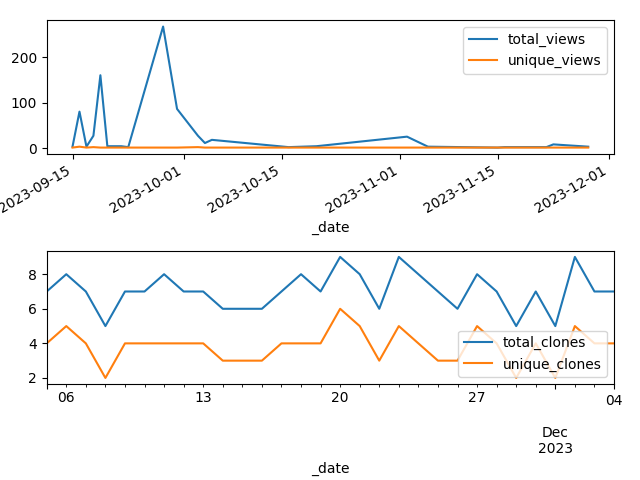 200
100
0
total_views
unique_views
2023-09-15
2023-10-01
2023-10-15
2023-11-01
2023-11-15
2023-12-01
_date
8
6
4
2
total_clones
unique_clones
06
13
20
27
04
Dec
2023
_date